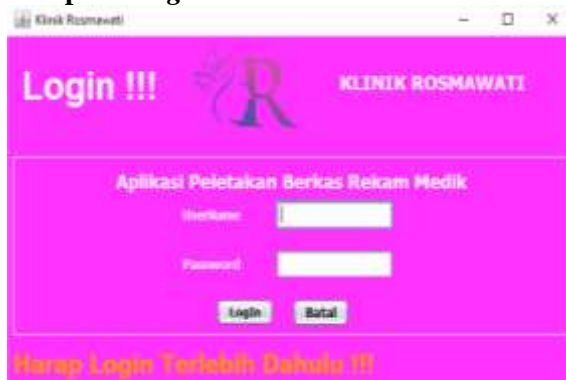 Klinik Rosmawati
Login !!!
R
KLINIK ROSMAWATI
Aplikasi Peletakan Berkas Rekam Medik
UserName
Password
Login Batal
Harap Login Terlebih Dahulu !!!